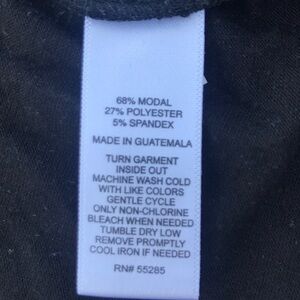 68% MODAL
27% POLYESTER
5% SPANDEX
MADE IN GUATEMALA
TURN GARMENT
INSIDE OUT
MACHINE WASH COLD
WITH LIKE COLORS
GENTLE CYCLE
ONLY NON-CHLORINE
BLEACH WHEN NEEDED
TUMBLE DRY LOW
REMOVE PROMPTLY
COOL IRON IF NEEDED
RN# 55285